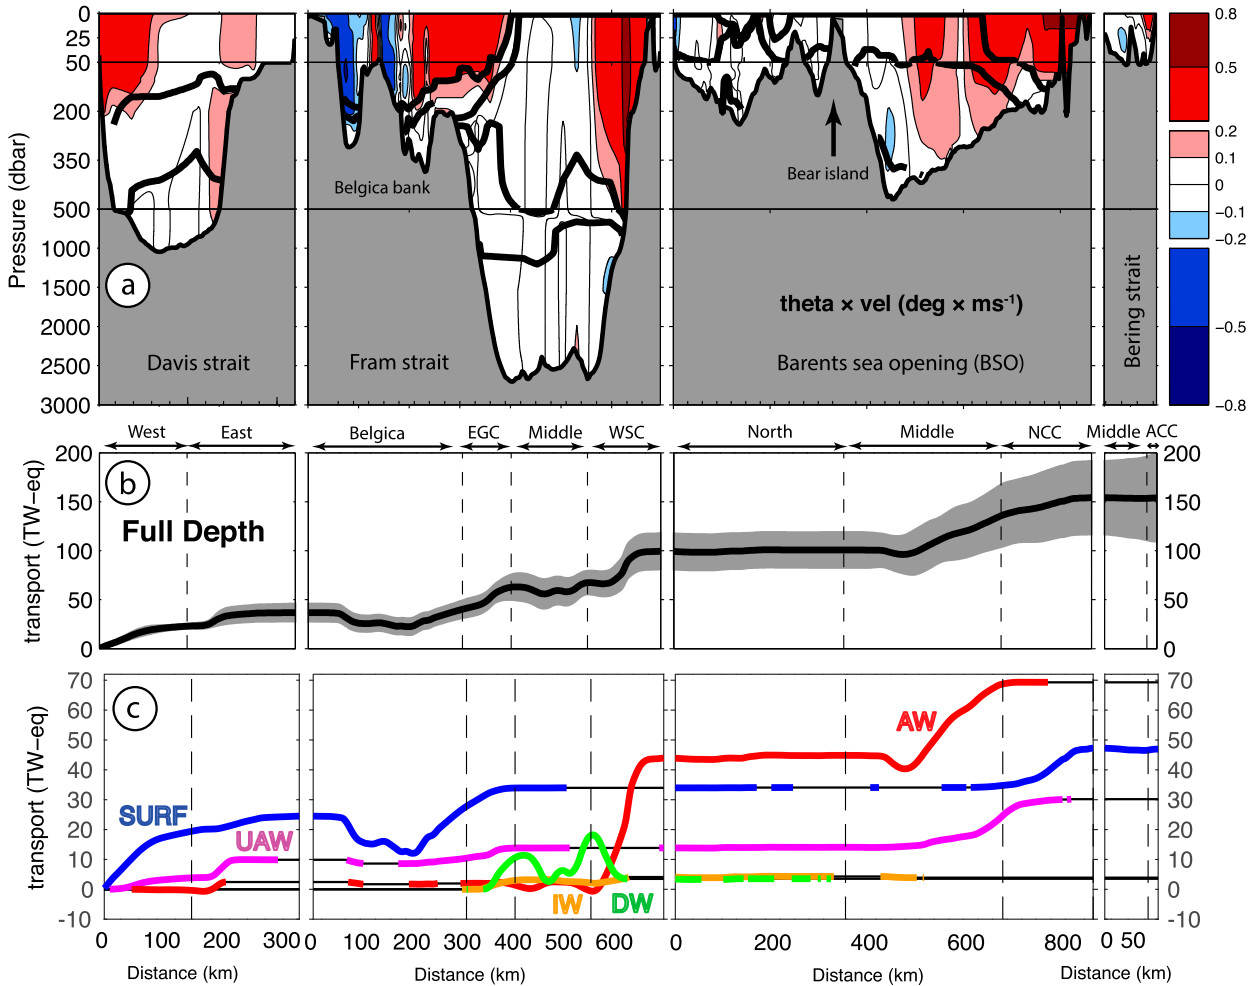 0
25
50
200
350
500
1000
1500
2000
2500
3000
Pressure (dbar)
a
Davis strait
Belgica bank
Fram strait
Bear island
theta × vel (deg × ms⁻¹)
Barents sea opening (BSO)
Bering strait
0.8
0.5
0.2
0.1
0
-0.1
-0.2
-0.5
-0.8
West East Belgica EGC Middle WSC North Middle NCC Middle ACC
200
150
100
50
0
transport (TW-eq)
b
Full Depth
200
150
100
50
0
70
60
50
40
30
20
10
0
-10
transport (TW-eq)
c
SURF
UAW
IW
DW
AW
70
60
50
40
30
20
10
0
-10
0 100 200 300 0 100 200 300 400 500 600 0 200 400 600 800 0 50
Distance (km) Distance (km) Distance (km) Distance (km)